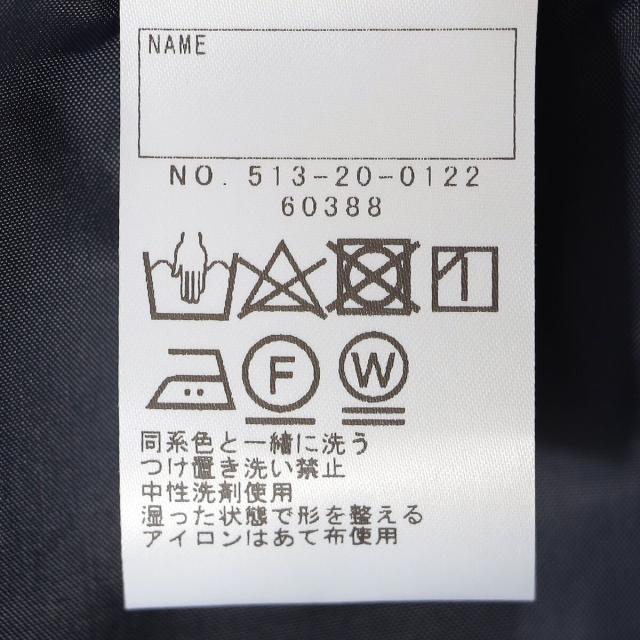 NAME
NO. 513-20-0122
60388
F
W
同系色と一緒に洗う
つけ置き洗い禁止
中性洗剤使用
湿った状態で形を整える
アイロンはあて布使用